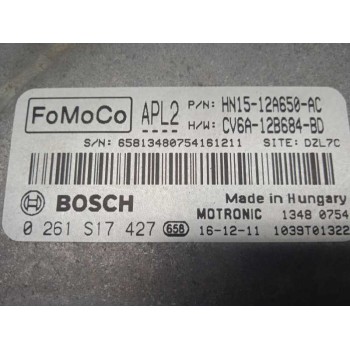 FoMoCo APL2 P/N: HN15-12A650-AC
H/W: CV6A-12B684-BD
S/N: 65813480754161211 SITE: DZL7C
BOSCH Made in Hungary
MOTRONIC 1348 0754
0 261 S17 427 658 16-12-11 1039T01322